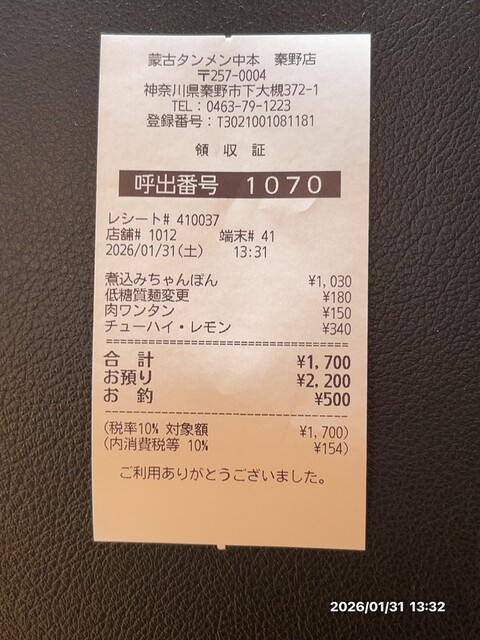 蒙古タンメン中本　秦野店
〒257-0004
神奈川県秦野市下大槻372-1
TEL：0463-79-1223
登録番号：T3021001081181
領　収　証
呼出番号　１０７０
レシート# 410037
店舗# 1012　端末# 41
2026/01/31(土)　13:31
煮込みちゃんぽん　¥1,030
低糖質麺変更　¥180
肉ワンタン　¥150
チューハイ・レモン　¥340
合　計　¥1,700
お預り　¥2,200
お　釣　¥500
(税率10% 対象額　¥1,700)
(内消費税等 10%　¥154)
ご利用ありがとうございました。
2026/01/31 13:32